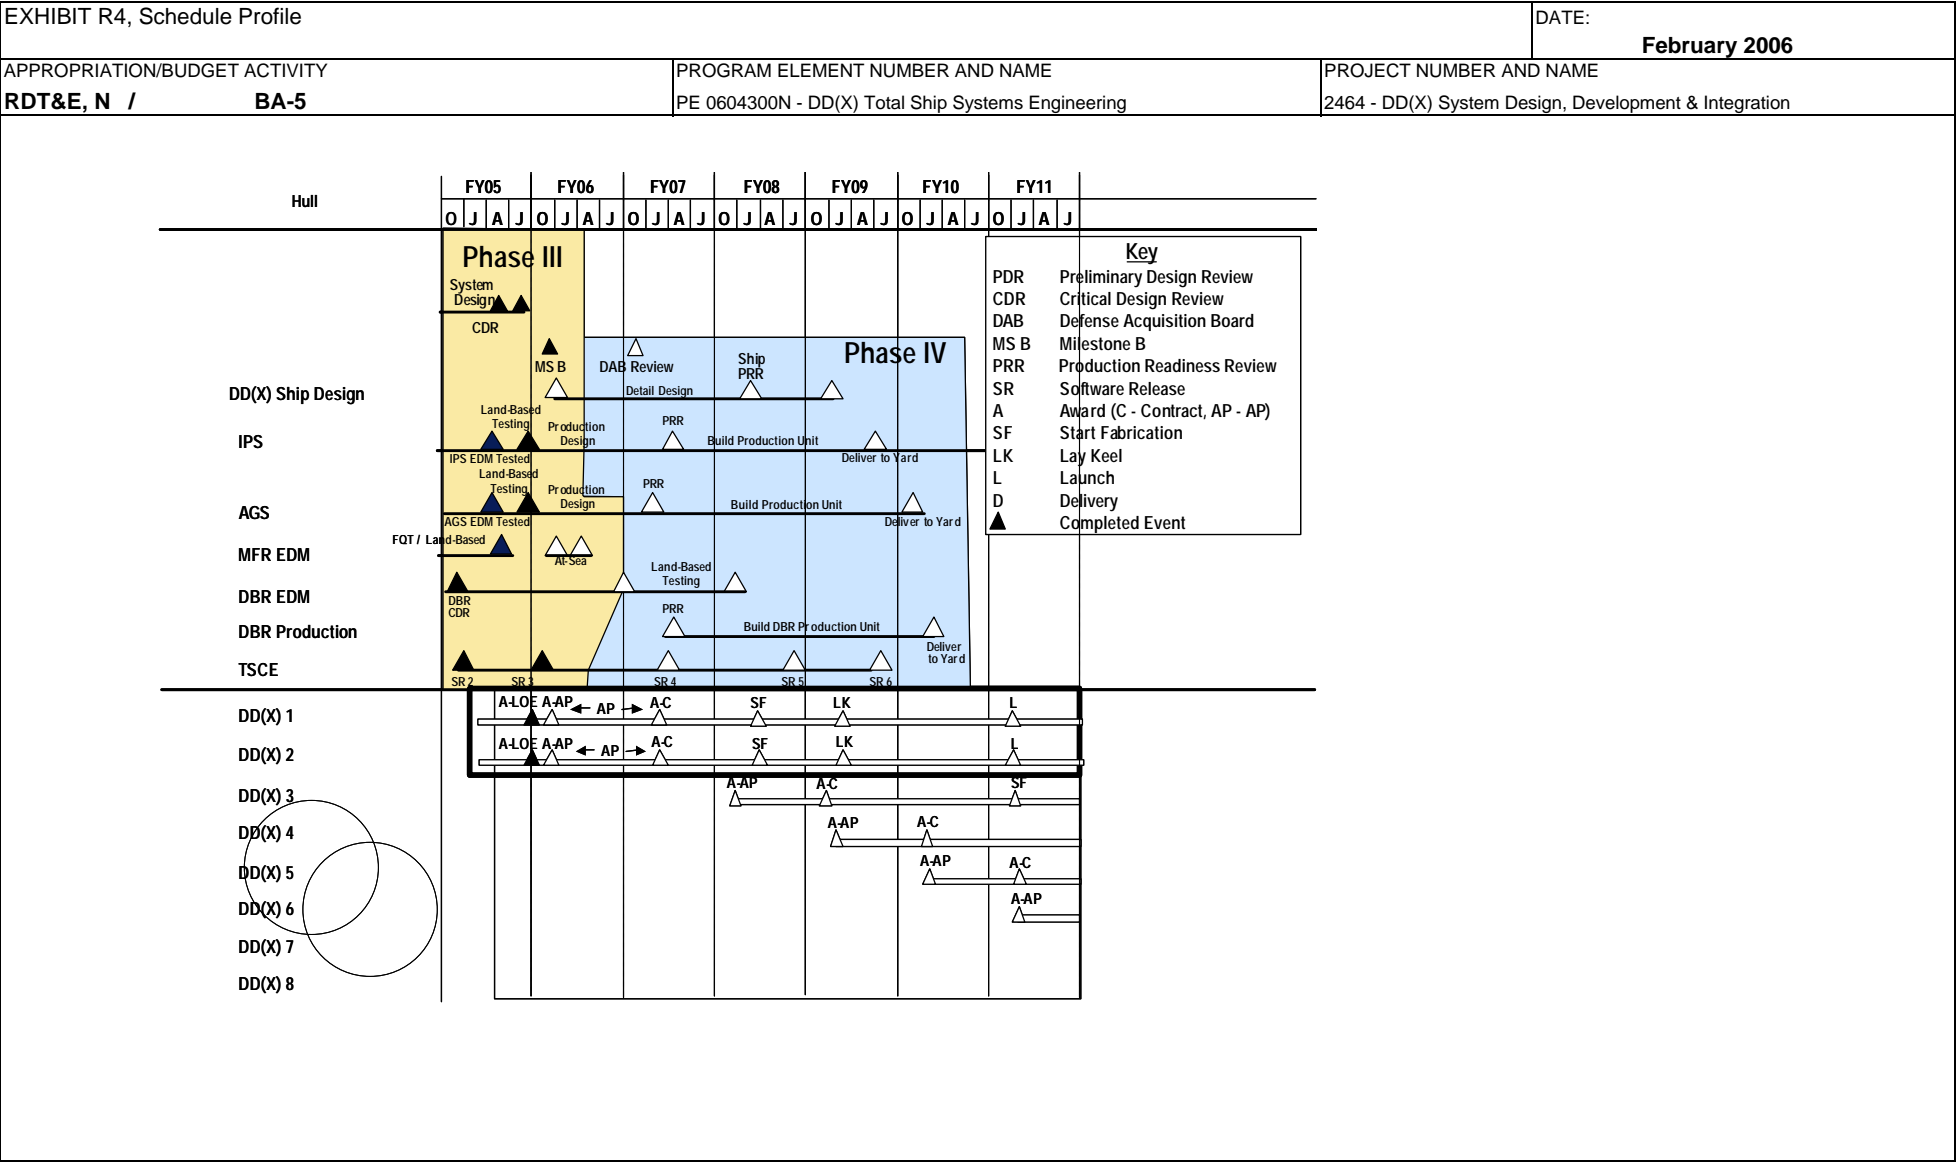 EXHIBIT R4, Schedule Profile
DATE:
February 2006
APPROPRIATION/BUDGET ACTIVITY
PROGRAM ELEMENT NUMBER AND NAME
PROJECT NUMBER AND NAME
RDT&E, N / BA-5
PE 0604300N - DD(X) Total Ship Systems Engineering
2464 - DD(X) System Design, Development & Integration
Hull
FY05 FY06 FY07 FY08 FY09 FY10 FY11
O J A J O J A J O J A J O J A J O J A J O J A J O J A J
Phase III
System
Design
CDR
MS B
DAB Review
Ship
PRR
Phase IV
DD(X) Ship Design
Detail Design
Land-Based
Testing
Production
Design
PRR
IPS
Build Production Unit
IPS EDM Tested
Deliver to Yard
Land-Based
Testing
Production
Design
PRR
AGS
Build Production Unit
AGS EDM Tested
Deliver to Yard
FQT / Land-Based
MFR EDM
At-Sea
Land-Based
Testing
DBR EDM
DBR
CDR
PRR
DBR Production
Build DBR Production Unit
Deliver
to Yard
TSCE
SR 2 SR 3 SR 4 SR 5 SR 6
Key
PDR Preliminary Design Review
CDR Critical Design Review
DAB Defense Acquisition Board
MS B Milestone B
PRR Production Readiness Review
SR Software Release
A Award (C - Contract, AP - AP)
SF Start Fabrication
LK Lay Keel
L Launch
D Delivery
Completed Event
DD(X) 1
A-LOE A-AP AP A-C SF LK L
DD(X) 2
A-LOE A-AP AP A-C SF LK L
DD(X) 3
A-AP A-C SF
DD(X) 4
A-AP A-C
DD(X) 5
A-AP A-C
DD(X) 6
A-AP
DD(X) 7
DD(X) 8